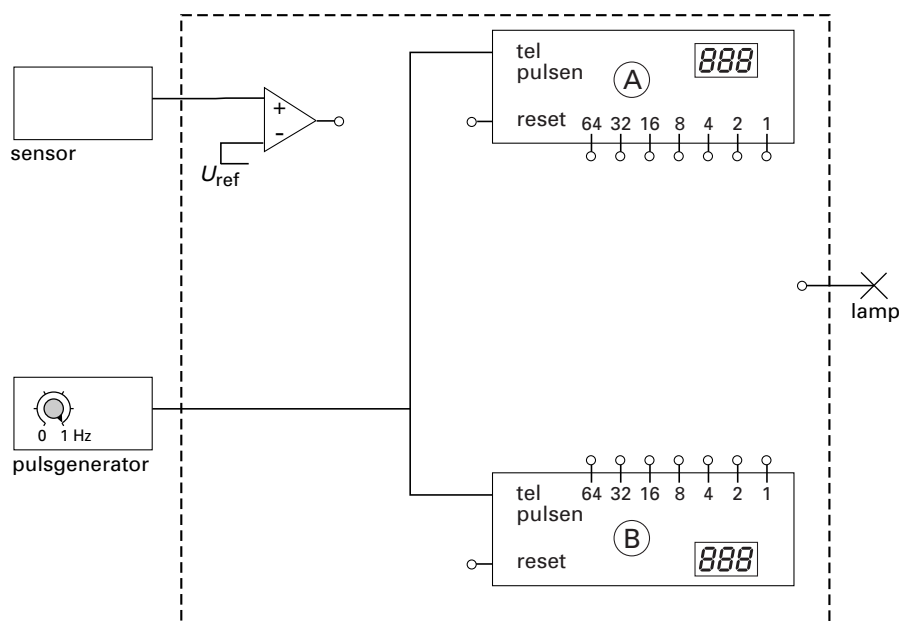 tel
pulsen
A
888
reset
64 32 16 8 4 2 1
sensor
+
-
Uref
lamp
0 1 Hz
pulsgenerator
tel
pulsen
64 32 16 8 4 2 1
B
reset
888